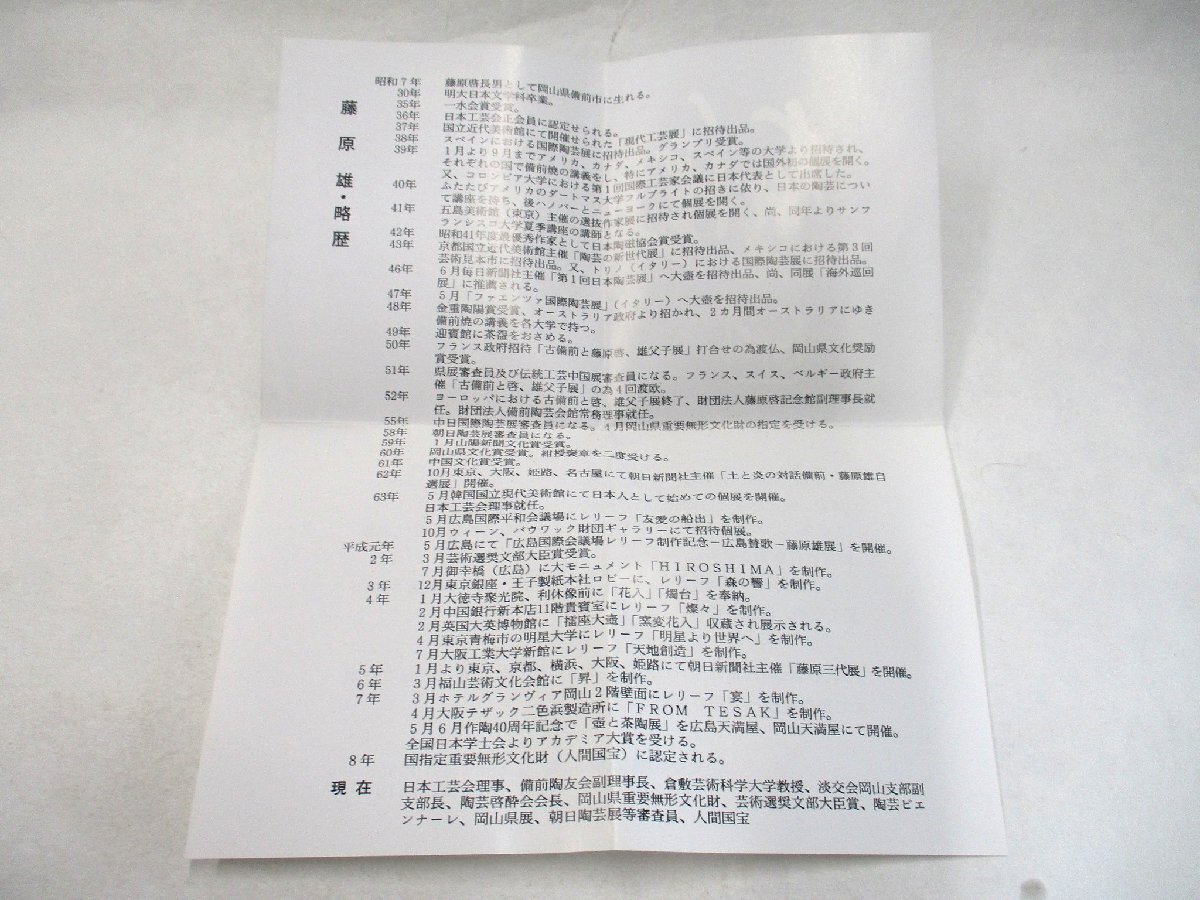 藤原雄・略歴
昭和7年 藤原啓長男として岡山県備前市に生れる。
30年 明大日本文学科卒業。
35年 一水会賞受賞。
36年 日本工芸会正会員に認定せられる。
37年 国立近代美術館にて開催せられた「現代工芸展」に招待出品。
38年 スペインにおける国際陶芸展に招待出品。グランプリ受賞。
39年 1月より9月までアメリカ、カナダ、メキシコ、スペイン等の大学より招待され、
それぞれの国で備前焼の講義をし、特にアメリカ、カナダでは国外初の個展を開く。
又、コロンビア大学における第1回国際工芸家会議に日本代表として出席した。
40年 ふたたびアメリカのダートマス大学フルブライトの招きに依り、日本の陶芸につい
て講座を持ち、後ハノーバーとニューヨークにて個展を開く。
41年 五島美術館（東京）主催の選抜作家展に招待され個展を開く、尚、同年よりサンフ
ランシスコ大学夏季講座の講師となる。
42年 昭和41年度最優秀作家として日本陶磁協会賞受賞。
43年 京都国立近代美術館主催「陶芸の新世代展」に招待出品、メキシコにおける第3回
芸術見本市に招待出品。又、トリノ（イタリー）における国際陶芸展に招待出品。
46年 6月毎日新聞社主催「第1回日本陶芸展」へ大壺を招待出品、尚、同展「海外巡回
展」に推薦される。
47年 5月「ファエンツァ国際陶芸展」（イタリー）へ大壺を招待出品。
48年 金重陶陽賞受賞、オーストラリア政府より招かれ、2カ月間オーストラリアにゆき
備前焼の講義を各大学で持つ。
49年 迎賓館に茶盌をおさめる。
50年 フランス政府招待「古備前と藤原啓、雄父子展」打合せの為渡仏、岡山県文化奨励
賞受賞。
51年 県展審査員及び伝統工芸中国展審査員になる。フランス、スイス、ベルギー政府主
催「古備前と啓、雄父子展」の為4回渡欧。
52年 ヨーロッパにおける古備前と啓、雄父子展終了、財団法人藤原啓記念館副理事長就
任。財団法人備前陶芸会館常務理事就任。
55年 中日国際陶芸展審査員になる。4月岡山県重要無形文化財の指定を受ける。
58年 朝日陶芸展審査員になる。
59年 1月山陽新聞文化賞受賞。
60年 岡山県文化賞受賞。紺授褒章を二度受ける。
61年 中国文化賞受賞。
62年 10月東京、大阪、姫路、名古屋にて朝日新聞社主催「土と炎の対話備前・藤原雄自
選展」開催。
63年 5月韓国国立現代美術館にて日本人として始めての個展を開催。
日本工芸会理事就任。
5月広島国際平和会議場にレリーフ「友愛の船出」を制作。
10月ウィーン、バウワック財団ギャラリーにて招待個展。
平成元年 5月広島にて「広島国際会議場レリーフ制作記念－広島賛歌－藤原雄展」を開催。
2年 3月芸術選奨文部大臣賞受賞。
7月御幸橋（広島）に大モニュメント「HIROSHIMA」を制作。
3年 12月東京銀座・王子製紙本社ロビーに、レリーフ「森の響」を制作。
4年 1月大徳寺聚光院、利休像前に「花入」「燭台」を奉納。
2月中国銀行新本店11階貴賓室にレリーフ「燦々」を制作。
2月英国大英博物館に「擂座大壺」「窯変花入」収蔵され展示される。
4月東京青梅市の明星大学にレリーフ「明星より世界へ」を制作。
7月大阪工業大学新館にレリーフ「天地創造」を制作。
5年 1月より東京、京都、横浜、大阪、姫路にて朝日新聞社主催「藤原三代展」を開催。
6年 3月福山芸術文化会館に「昇」を制作。
7年 3月ホテルグランヴィア岡山2階壁面にレリーフ「宴」を制作。
4月大阪テザック二色浜製造所に「FROM TESAK」を制作。
5月6月作陶40周年記念で「壺と茶陶展」を広島天満屋、岡山天満屋にて開催。
全国日本学士会よりアカデミア大賞を受ける。
8年 国指定重要無形文化財（人間国宝）に認定される。
現在 日本工芸会理事、備前陶友会副理事長、倉敷芸術科学大学教授、淡交会岡山支部副
支部長、陶芸啓酔会会長、岡山県重要無形文化財、芸術選奨文部大臣賞、陶芸ビエ
ンナーレ、岡山県展、朝日陶芸展等審査員、人間国宝